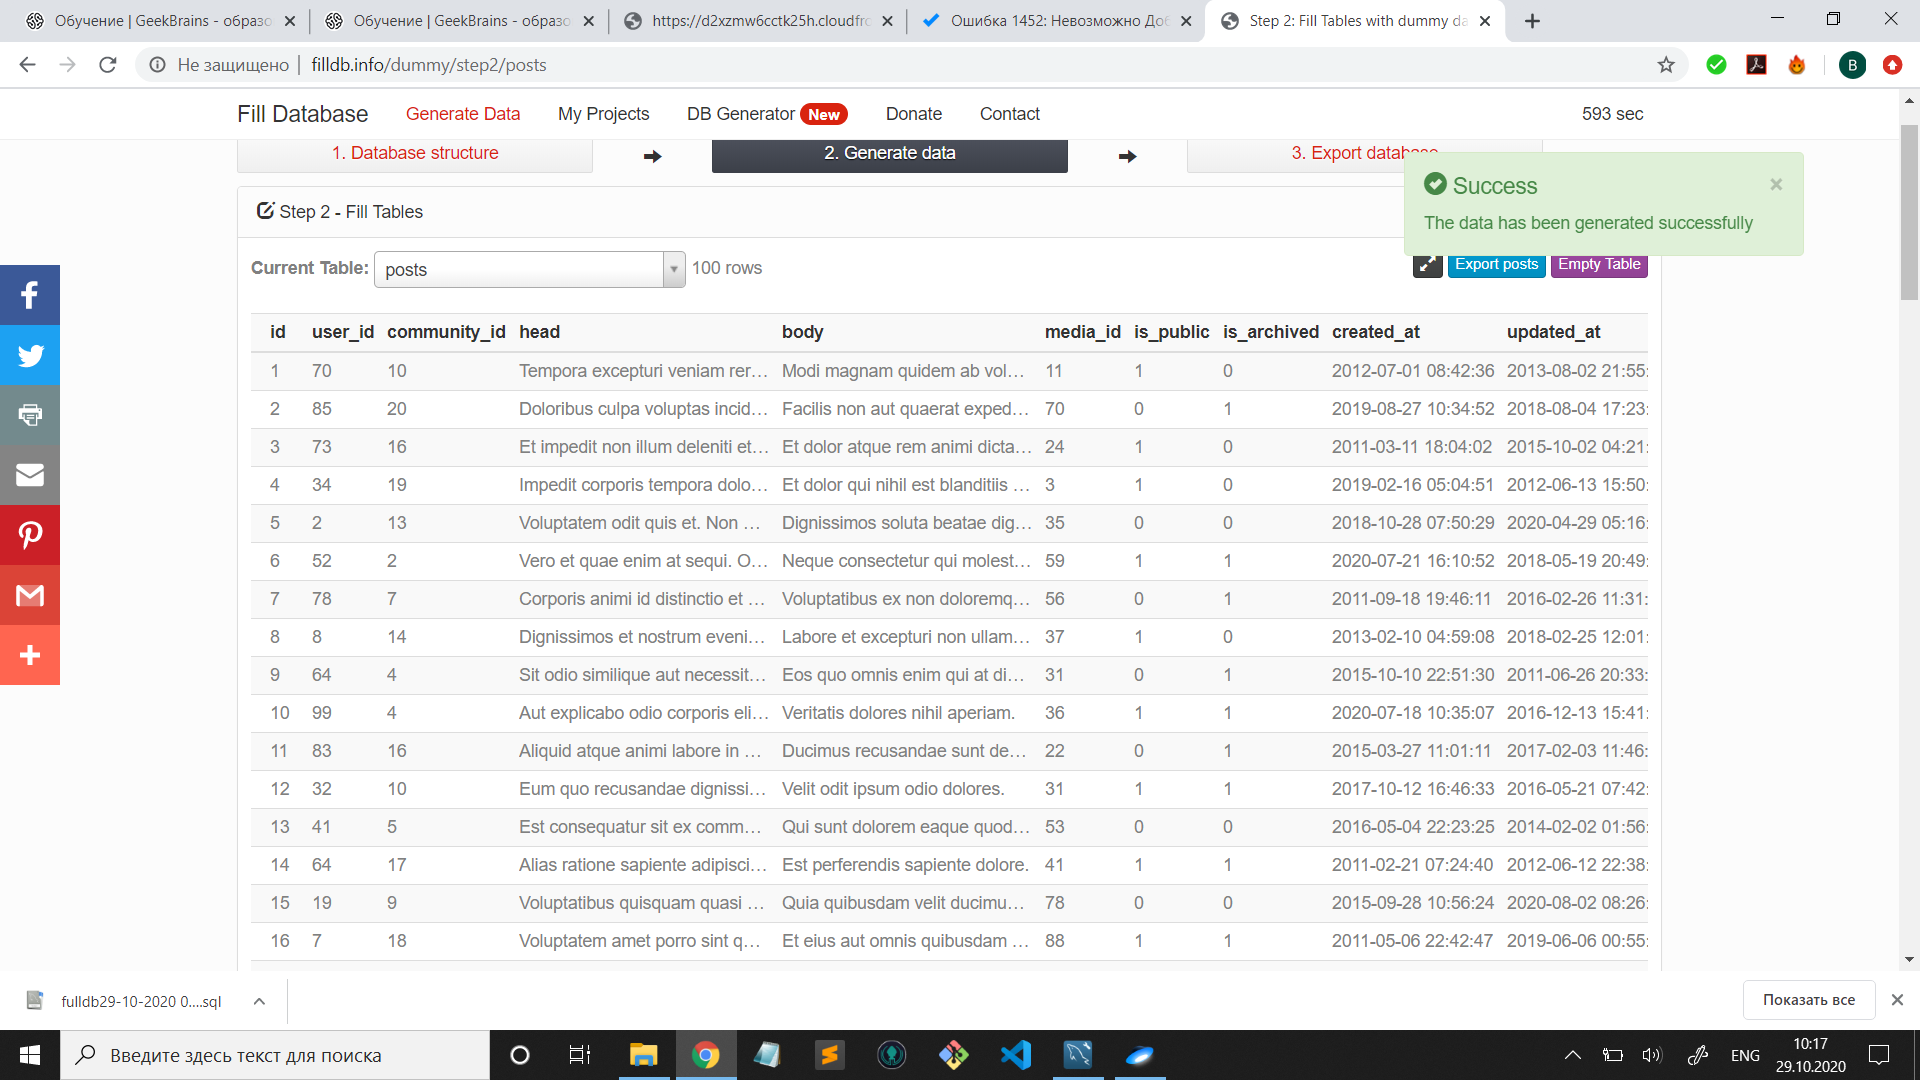 Обучение | GeekBrains - образо
Обучение | GeekBrains - образо
https://d2xzmw6cctk25h.cloudfro
Ошибка 1452: Невозможно Доб
Step 2: Fill Tables with dummy da
Не защищено
filldb.info/dummy/step2/posts
B
Fill Database
Generate Data
My Projects
DB Generator New
Donate
Contact
593 sec
1. Database structure
2. Generate data
3. Export database
Success
The data has been generated successfully
Step 2 - Fill Tables
Current Table: posts 100 rows
Export posts
Empty Table
id user_id community_id head body media_id is_public is_archived created_at updated_at
1 70 10 Tempora excepturi veniam rer… Modi magnam quidem ab vol… 11 1 0 2012-07-01 08:42:36 2013-08-02 21:55:
2 85 20 Doloribus culpa voluptas incid… Facilis non aut quaerat exped… 70 0 1 2019-08-27 10:34:52 2018-08-04 17:23:
3 73 16 Et impedit non illum deleniti et… Et dolor atque rem animi dicta… 24 1 0 2011-03-11 18:04:02 2015-10-02 04:21:
4 34 19 Impedit corporis tempora dolo… Et dolor qui nihil est blanditiis … 3 1 0 2019-02-16 05:04:51 2012-06-13 15:50:
5 2 13 Voluptatem odit quis et. Non … Dignissimos soluta beatae dig… 35 0 0 2018-10-28 07:50:29 2020-04-29 05:16:
6 52 2 Vero et quae enim at sequi. O… Neque consectetur qui molest… 59 1 1 2020-07-21 16:10:52 2018-05-19 20:49:
7 78 7 Corporis animi id distinctio et … Voluptatibus ex non doloremq… 56 0 1 2011-09-18 19:46:11 2016-02-26 11:31:
8 8 14 Dignissimos et nostrum eveni… Labore et excepturi non ullam… 37 1 0 2013-02-10 04:59:08 2018-02-25 12:01:
9 64 4 Sit odio similique aut necessit… Eos quo omnis enim qui at di… 31 0 1 2015-10-10 22:51:30 2011-06-26 20:33:
10 99 4 Aut explicabo odio corporis eli… Veritatis dolores nihil aperiam. 36 1 1 2020-07-18 10:35:07 2016-12-13 15:41:
11 83 16 Aliquid atque animi labore in … Ducimus recusandae sunt de… 22 0 1 2015-03-27 11:01:11 2017-02-03 11:46:
12 32 10 Eum quo recusandae dignissi… Velit odit ipsum odio dolores. 31 1 1 2017-10-12 16:46:33 2016-05-21 07:42:
13 41 5 Est consequatur sit ex comm… Qui sunt dolorem eaque quod… 53 0 0 2016-05-04 22:23:25 2014-02-02 01:56:
14 64 17 Alias ratione sapiente adipisci… Est perferendis sapiente dolore. 41 1 1 2011-02-21 07:24:40 2012-06-12 22:38:
15 19 9 Voluptatibus quisquam quasi … Quia quibusdam velit ducimu… 78 0 0 2015-09-28 10:56:24 2020-08-02 08:26:
16 7 18 Voluptatem amet porro sint q… Et eius aut omnis quibusdam … 88 1 1 2011-05-06 22:42:47 2019-06-06 00:55:
fulldb29-10-2020 0....sql
Показать все
Введите здесь текст для поиска
ENG
10:17
29.10.2020